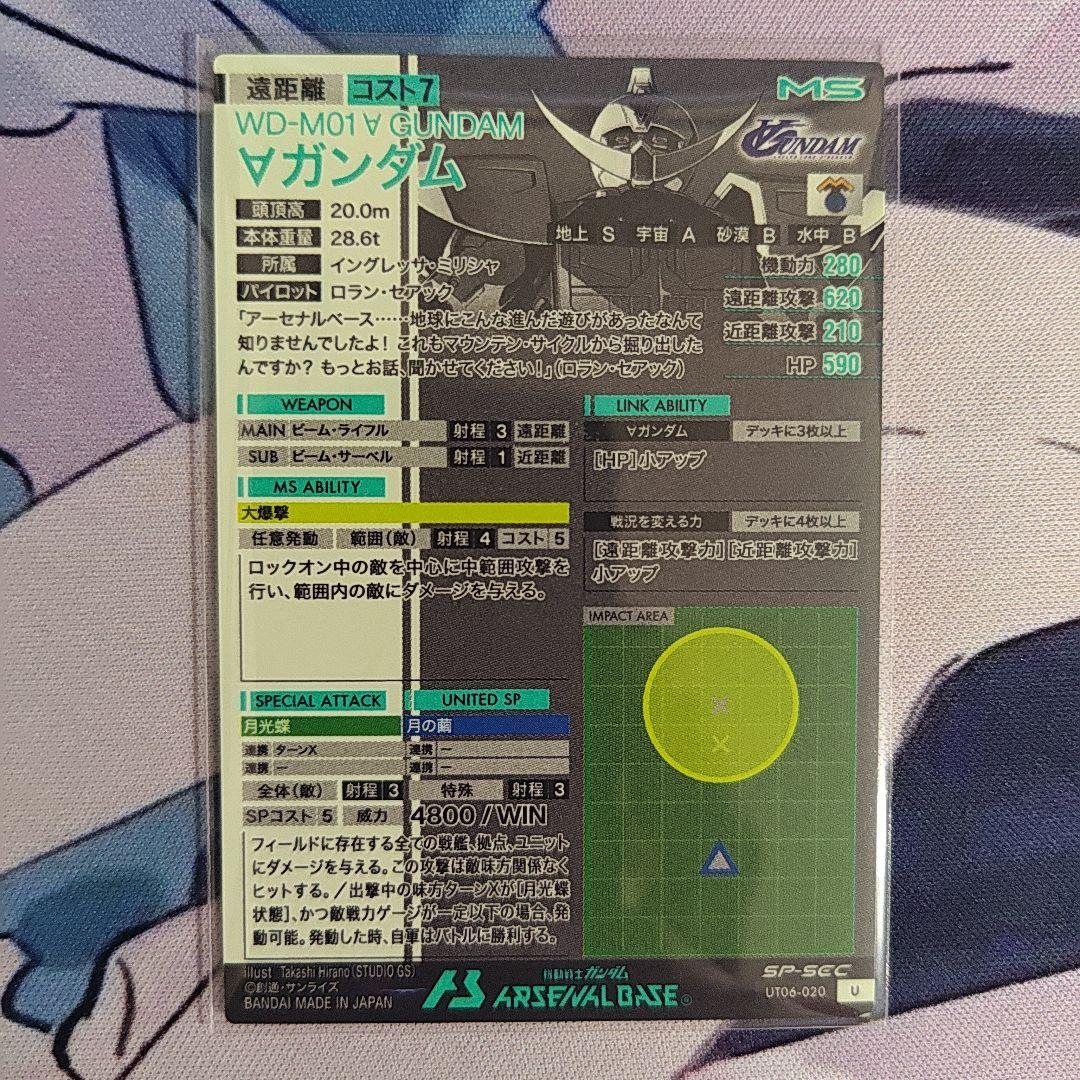 遠距離 コスト7 MS
WD-M01 ∀ GUNDAM
∀ガンダム
∀GUNDAM
頭頂高 20.0m
本体重量 28.6t
所属 イングレッサ・ミリシャ
パイロット ロラン・セアック
地上 S 宇宙 A 砂漠 B 水中 B
機動力 280
遠距離攻撃 620
近距離攻撃 210
HP 590
「アーセナルベース……地球にこんな進んだ遊びがあったなんて
知りませんでしたよ! これもマウンテン・サイクルから掘り出した
んですか? もっとお話、聞かせてください!」(ロラン・セアック)
WEAPON
MAIN ビーム・ライフル 射程 3 遠距離
SUB ビーム・サーベル 射程 1 近距離
MS ABILITY
大爆撃
任意発動 範囲(敵) 射程 4 コスト 5
ロックオン中の敵を中心に中範囲攻撃を
行い、範囲内の敵にダメージを与える。
LINK ABILITY
∀ガンダム デッキに3枚以上
[HP]小アップ
戦況を変える力 デッキに4枚以上
[遠距離攻撃力][近距離攻撃力]
小アップ
IMPACT AREA
SPECIAL ATTACK UNITED SP
月光蝶 月の繭
連携 ターンX 連携 ー
連携 ー 連携 ー
全体(敵) 射程 3 特殊 射程 3
SPコスト 5 威力 4800 / WIN
フィールドに存在する全ての戦艦、拠点、ユニット
にダメージを与える。この攻撃は敵味方関係なく
ヒットする。/出撃中の味方ターンXが[月光蝶
状態]、かつ敵戦力ゲージが一定以下の場合、発
動可能。発動した時、自軍はバトルに勝利する。
illust Takashi Hirano(STUDIO GS)
©創通・サンライズ
BANDAI MADE IN JAPAN
機動戦士ガンダム
ARSENAL BASE®
SP-SEC
UT06-020 U